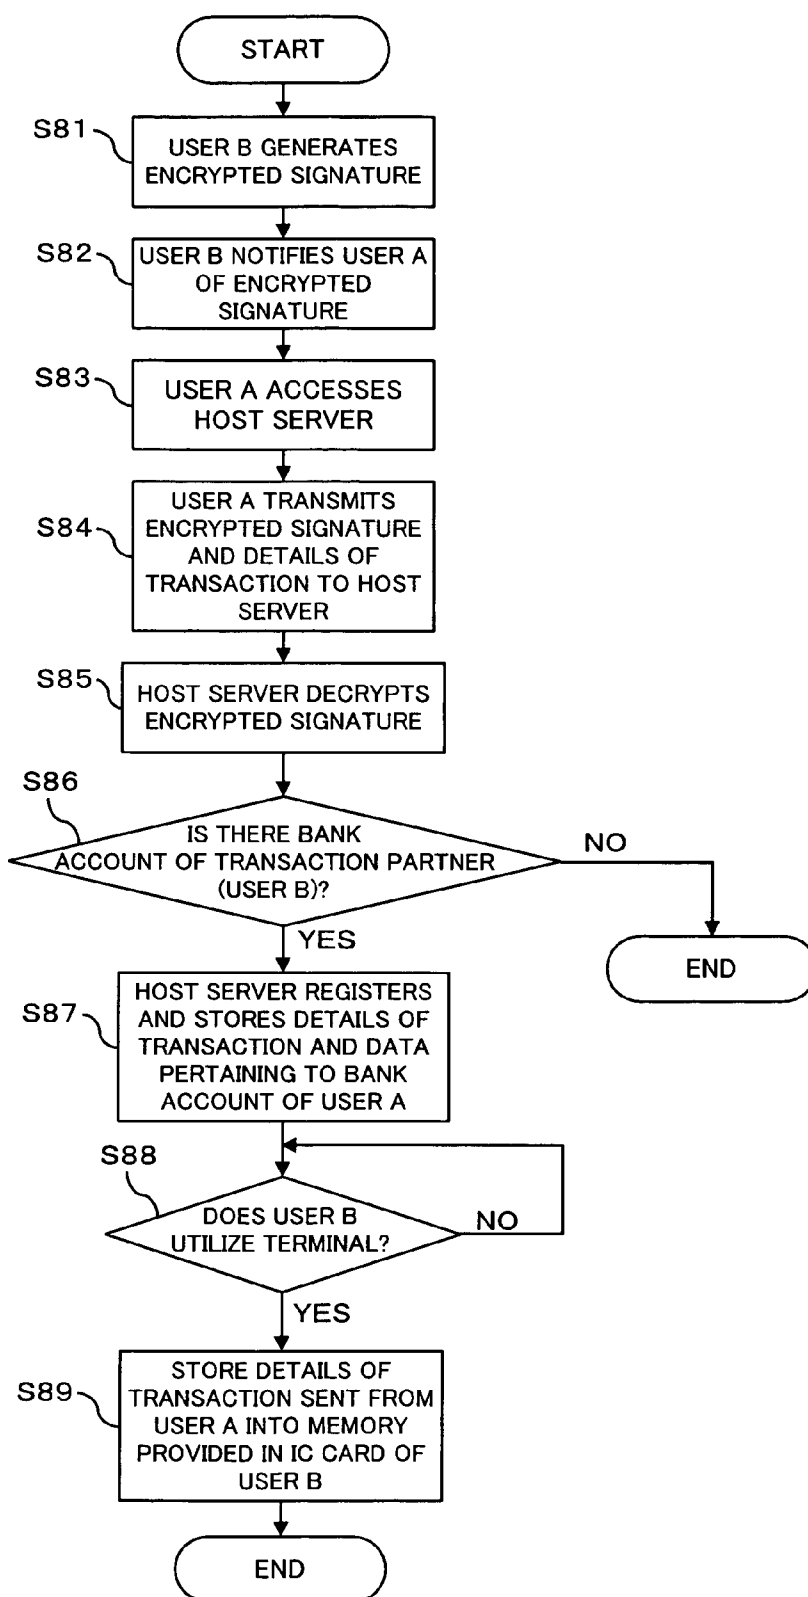 START
S81
USER B GENERATES
ENCRYPTED SIGNATURE
S82
USER B NOTIFIES USER A
OF ENCRYPTED
SIGNATURE
S83
USER A ACCESSES
HOST SERVER
S84
USER A TRANSMITS
ENCRYPTED SIGNATURE
AND DETAILS OF
TRANSACTION TO HOST
SERVER
S85
HOST SERVER DECRYPTS
ENCRYPTED SIGNATURE
S86
IS THERE BANK
ACCOUNT OF TRANSACTION PARTNER
(USER B)?
NO
YES
END
S87
HOST SERVER REGISTERS
AND STORES DETAILS OF
TRANSACTION AND DATA
PERTAINING TO BANK
ACCOUNT OF USER A
S88
DOES USER B
UTILIZE TERMINAL?
NO
YES
S89
STORE DETAILS OF
TRANSACTION SENT FROM
USER A INTO MEMORY
PROVIDED IN IC CARD OF
USER B
END